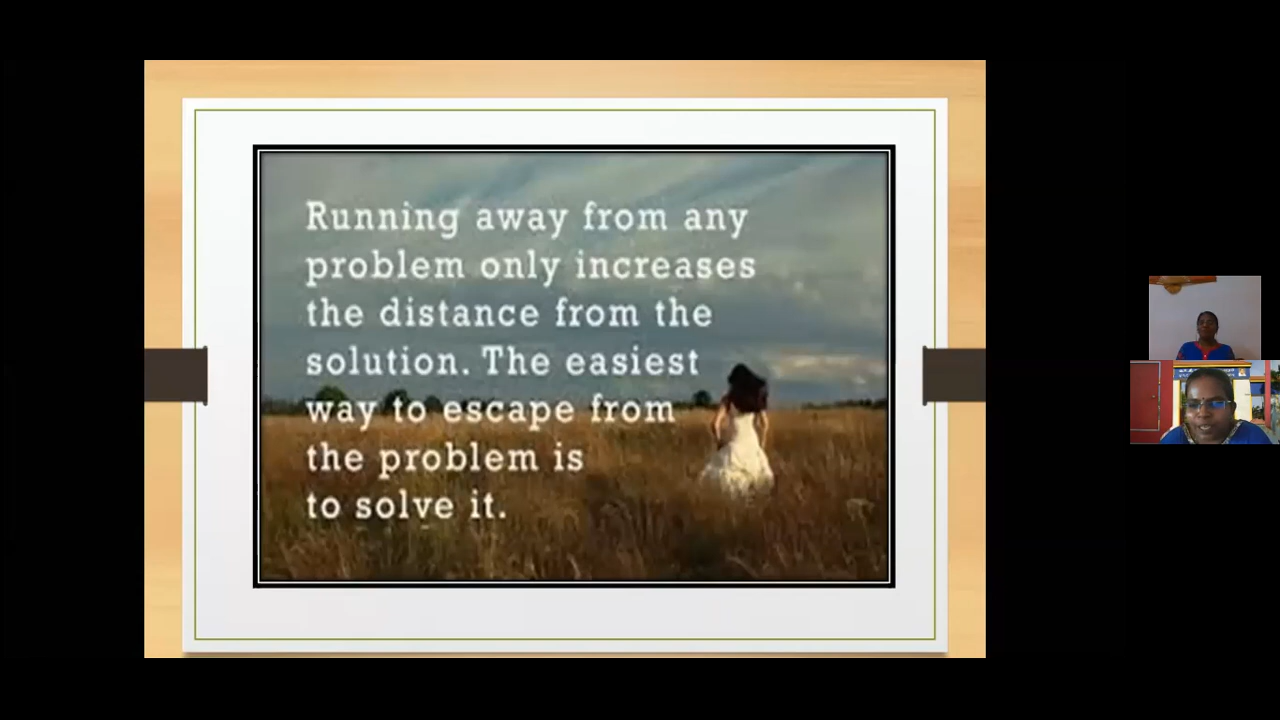 Running away from any
problem only increases
the distance from the
solution. The easiest
way to escape from
the problem is
to solve it.